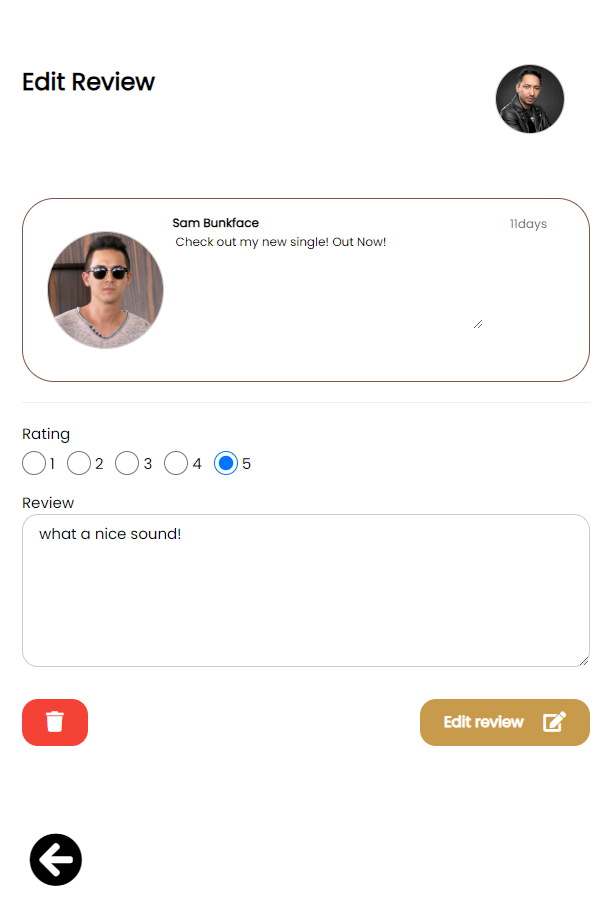 Edit Review
Sam Bunkface
11days
Check out my new single! Out Now!
Rating
1 2 3 4 5
Review
what a nice sound!
Edit review